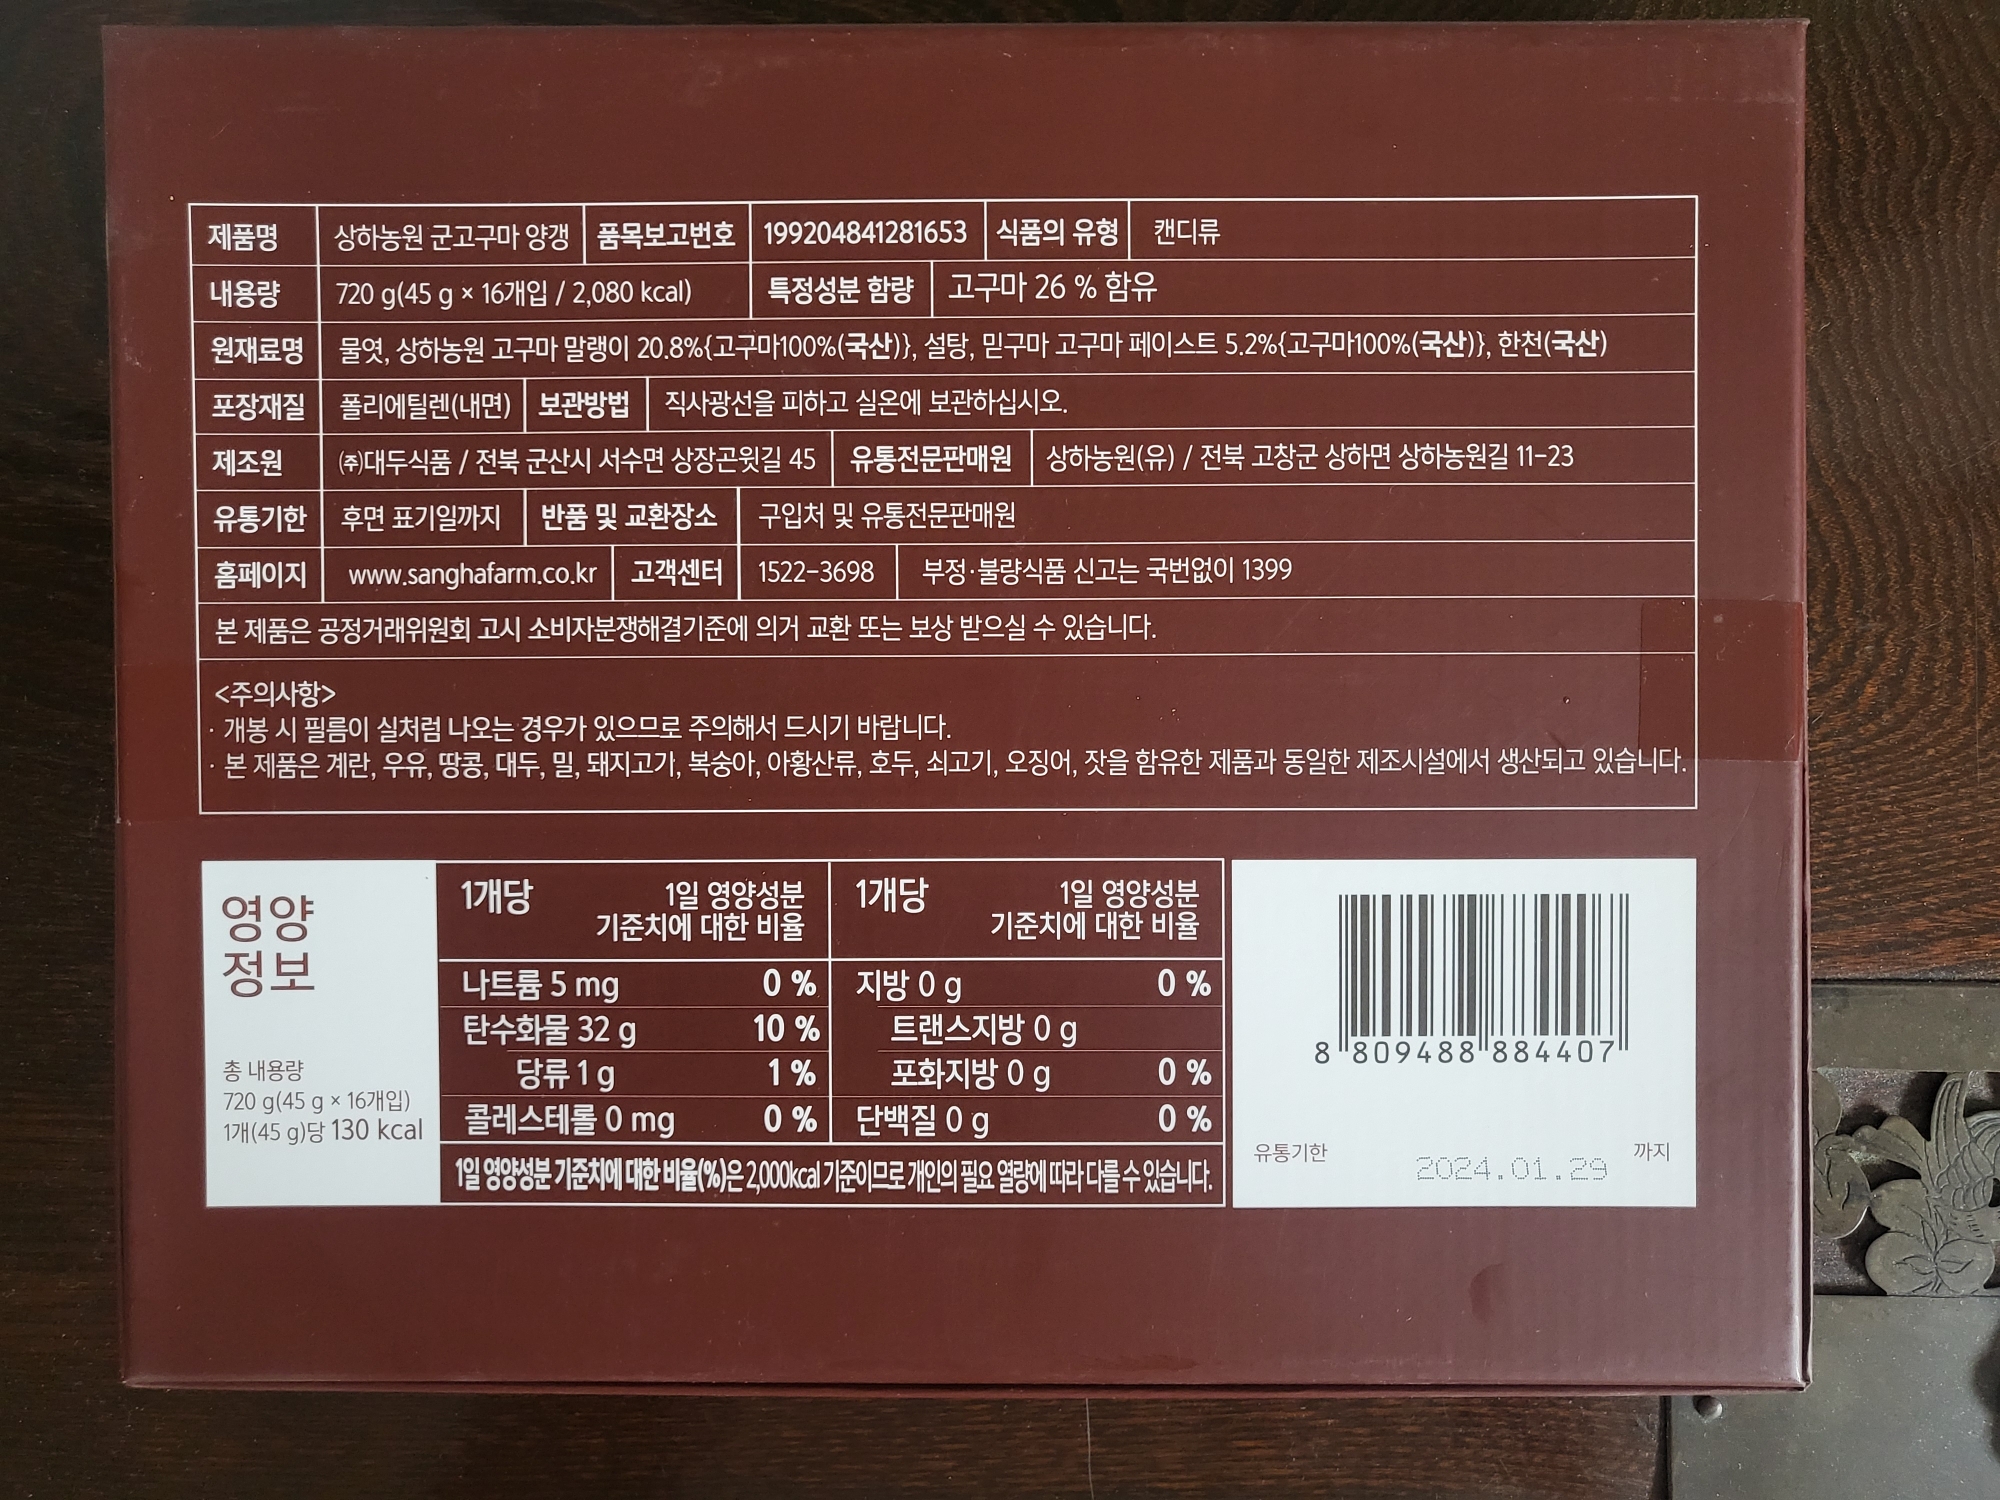 제품명 상하농원 군고구마 양갱 품목보고번호 199204841281653 식품의 유형 캔디류
내용량 720 g(45 g × 16개입 / 2,080 kcal) 특정성분 함량 고구마 26 % 함유
원재료명 물엿, 상하농원 고구마 말랭이 20.8%{고구마100%(국산)}, 설탕, 믿구마 고구마 페이스트 5.2%{고구마100%(국산)}, 한천(국산)
포장재질 폴리에틸렌(내면) 보관방법 직사광선을 피하고 실온에 보관하십시오.
제조원 ㈜대두식품 / 전북 군산시 서수면 상장곤윗길 45 유통전문판매원 상하농원(유) / 전북 고창군 상하면 상하농원길 11-23
유통기한 후면 표기일까지 반품 및 교환장소 구입처 및 유통전문판매원
홈페이지 www.sanghafarm.co.kr 고객센터 1522-3698 부정·불량식품 신고는 국번없이 1399
본 제품은 공정거래위원회 고시 소비자분쟁해결기준에 의거 교환 또는 보상 받으실 수 있습니다.
<주의사항>
· 개봉 시 필름이 실처럼 나오는 경우가 있으므로 주의해서 드시기 바랍니다.
· 본 제품은 계란, 우유, 땅콩, 대두, 밀, 돼지고기, 복숭아, 아황산류, 호두, 쇠고기, 오징어, 잣을 함유한 제품과 동일한 제조시설에서 생산되고 있습니다.
영양
정보
총 내용량
720 g(45 g × 16개입)
1개(45 g)당 130 kcal
1개당 1일 영양성분
기준치에 대한 비율
나트륨 5 mg 0 %
탄수화물 32 g 10 %
당류 1 g 1 %
콜레스테롤 0 mg 0 %
1개당 1일 영양성분
기준치에 대한 비율
지방 0 g 0 %
트랜스지방 0 g
포화지방 0 g 0 %
단백질 0 g 0 %
1일 영양성분 기준치에 대한 비율(%)은 2,000kcal 기준이므로 개인의 필요 열량에 따라 다를 수 있습니다.
8 809488 884407
유통기한 2024.01.29 까지